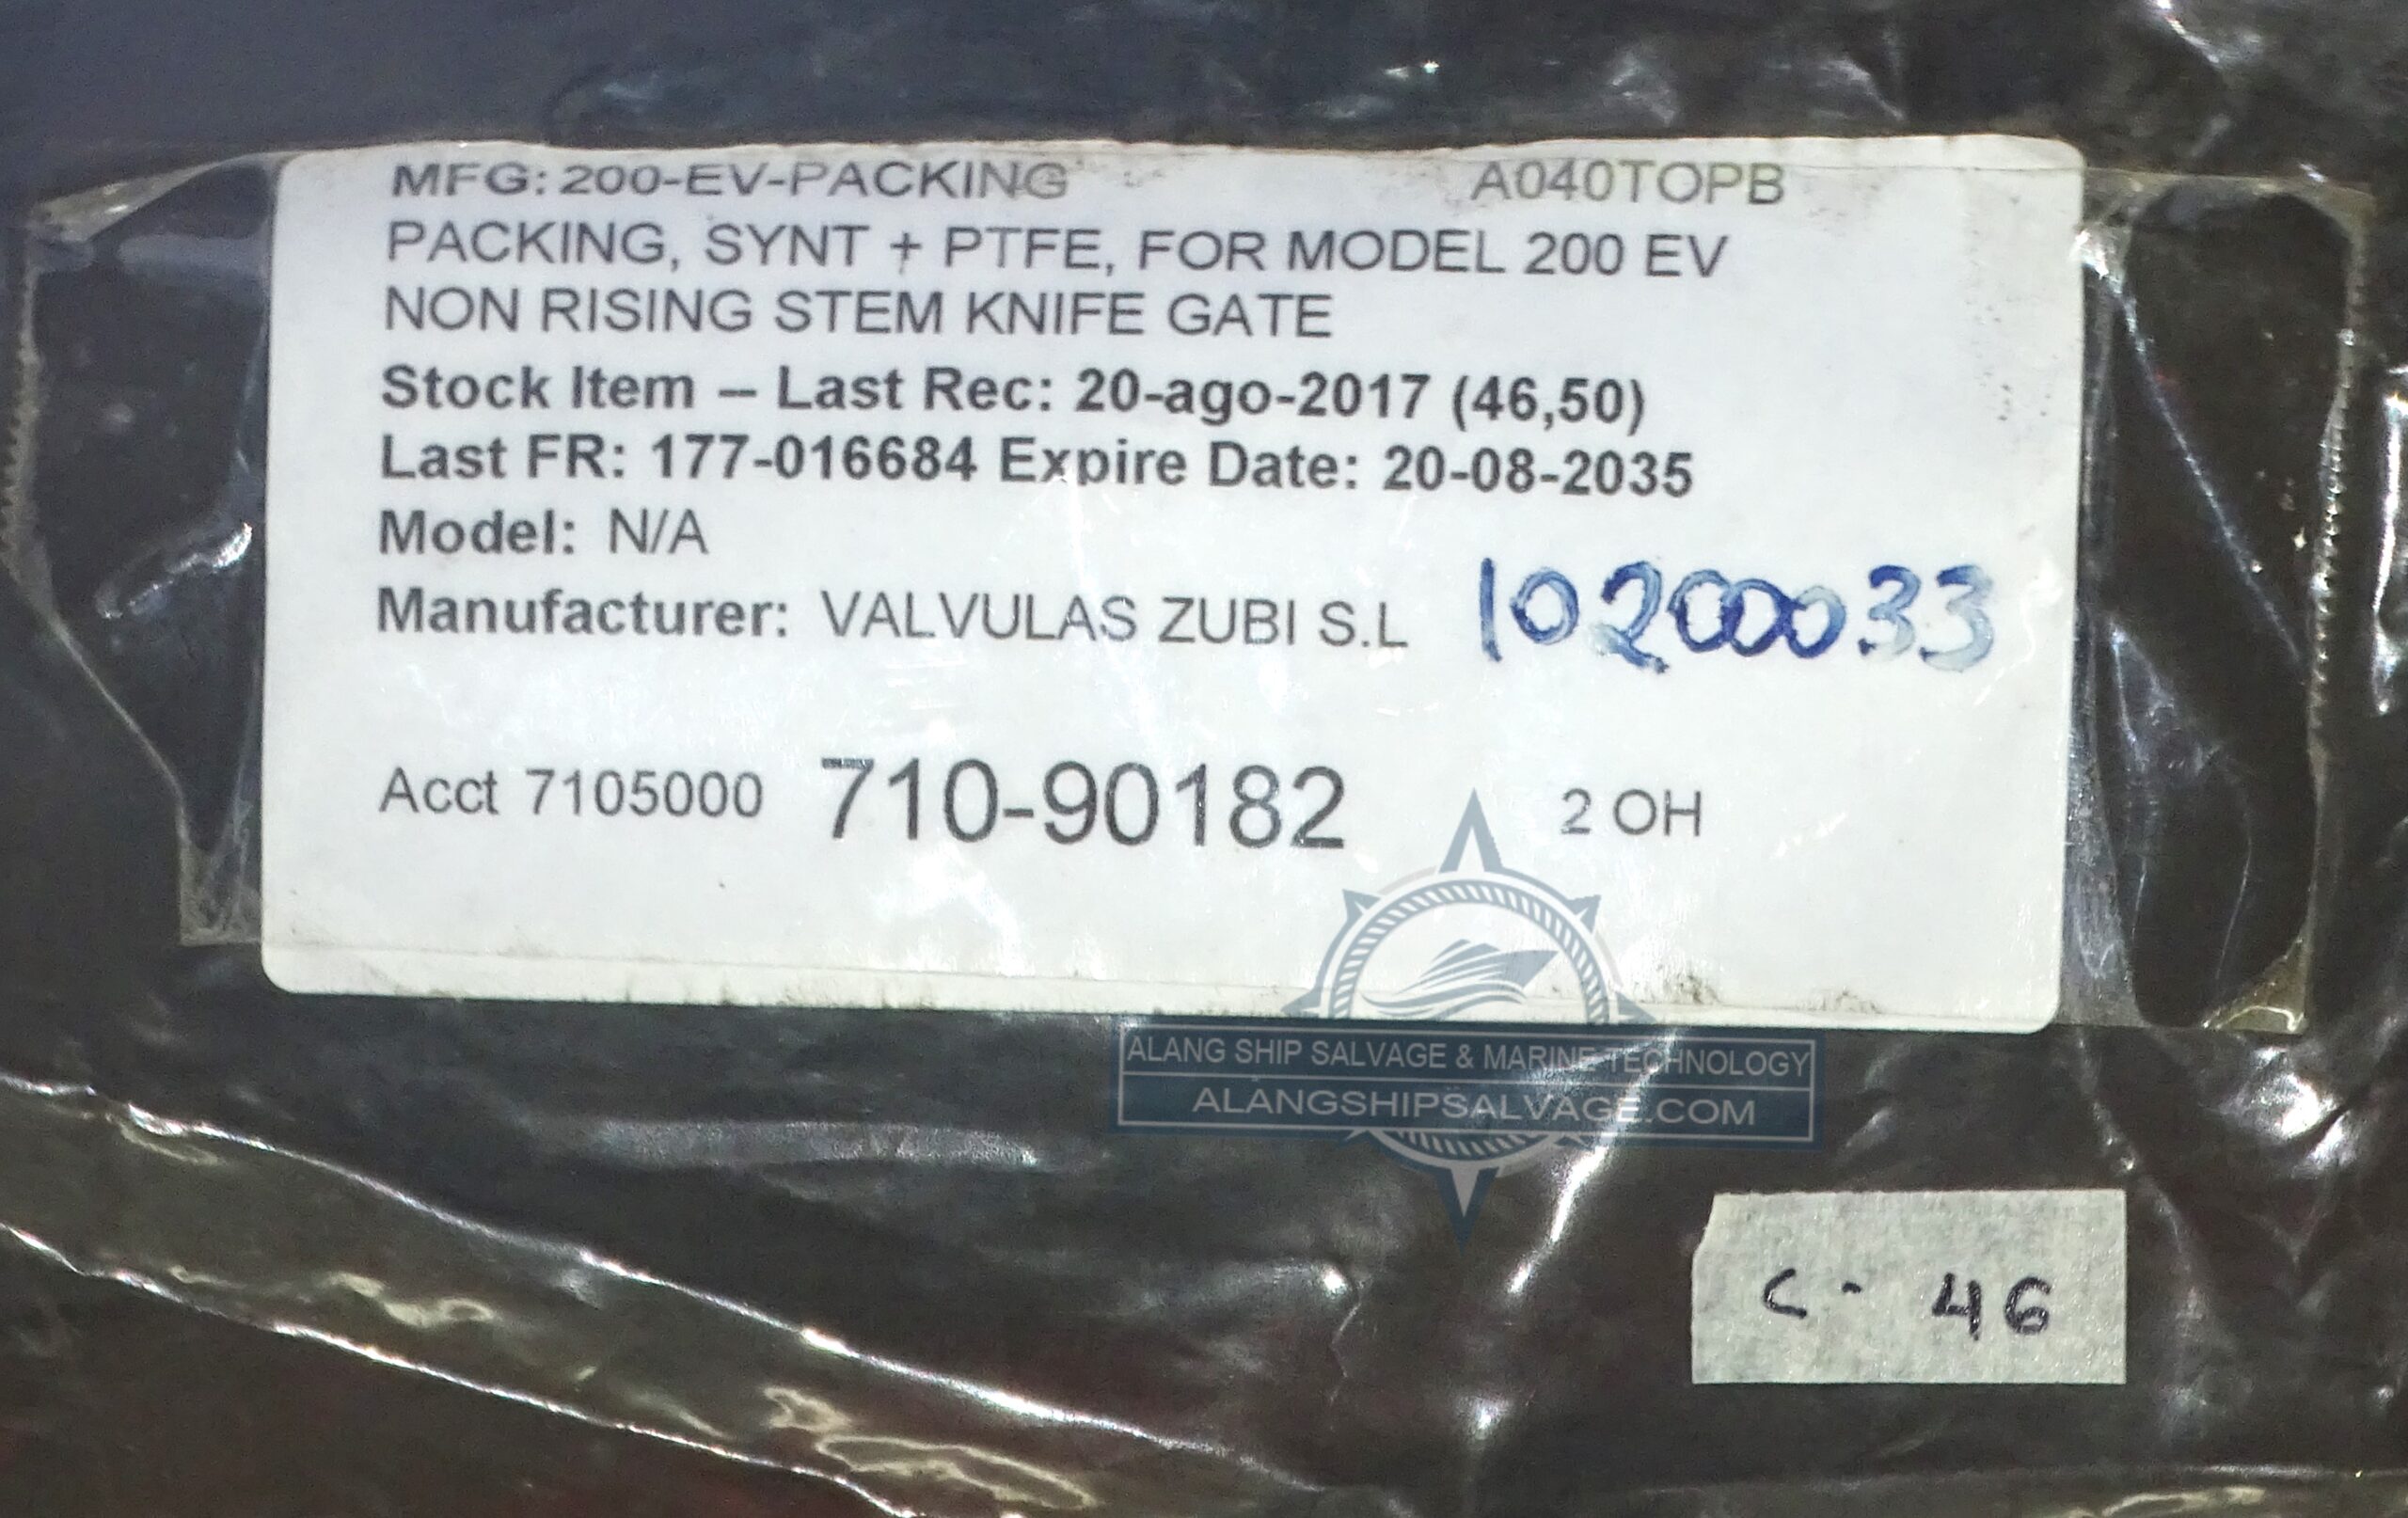 MFG: 200-EV-PACKING A040TOPB
PACKING, SYNT + PTFE, FOR MODEL 200 EV
NON RISING STEM KNIFE GATE
Stock Item – Last Rec: 20-ago-2017 (46,50)
Last FR: 177-016684 Expire Date: 20-08-2035
Model: N/A
Manufacturer: VALVULAS ZUBI S.L 10200033
Acct 7105000 710-90182 2 OH
ALANG SHIP SALVAGE & MARINE TECHNOLOGY
ALANGSHIPSALVAGE.COM
C - 46